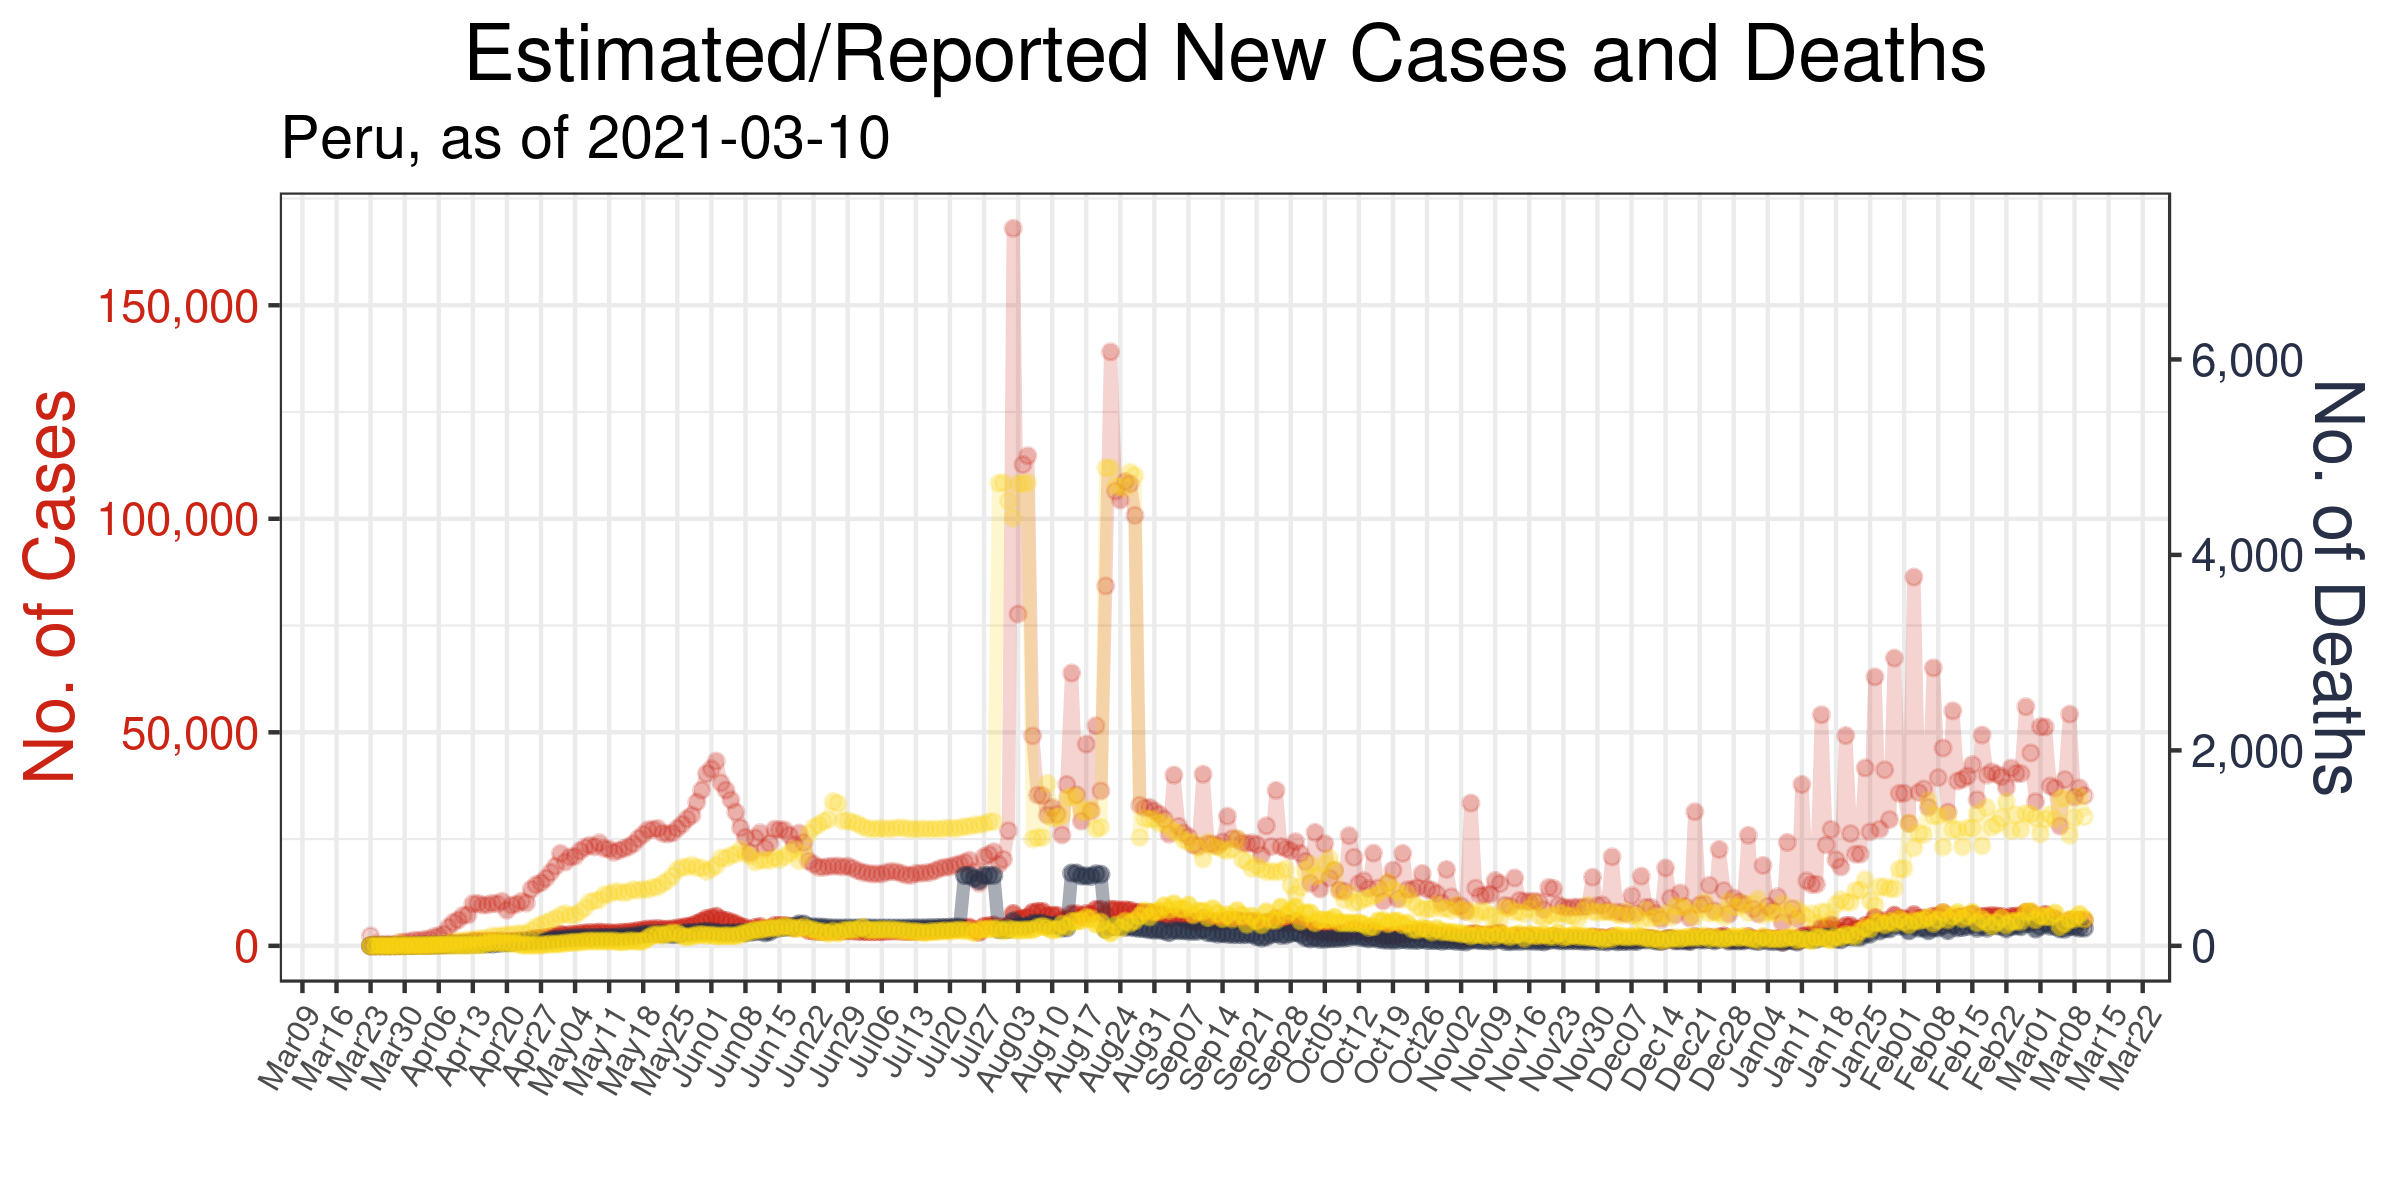 Estimated/Reported New Cases and Deaths
Peru, as of 2021-03-10
No. of Cases
150,000
100,000
50,000
0
6,000
4,000
2,000
0
No. of Deaths
Mar09 Mar16 Mar23 Mar30 Apr06 Apr13 Apr20 Apr27 May04 May11 May18 May25 Jun01 Jun08 Jun15 Jun22 Jun29 Jul06 Jul13 Jul20 Jul27 Aug03 Aug10 Aug17 Aug24 Aug31 Sep07 Sep14 Sep21 Sep28 Oct05 Oct12 Oct19 Oct26 Nov02 Nov09 Nov16 Nov23 Nov30 Dec07 Dec14 Dec21 Dec28 Jan04 Jan11 Jan18 Jan25 Feb01 Feb08 Feb15 Feb22 Mar01 Mar08 Mar15 Mar22